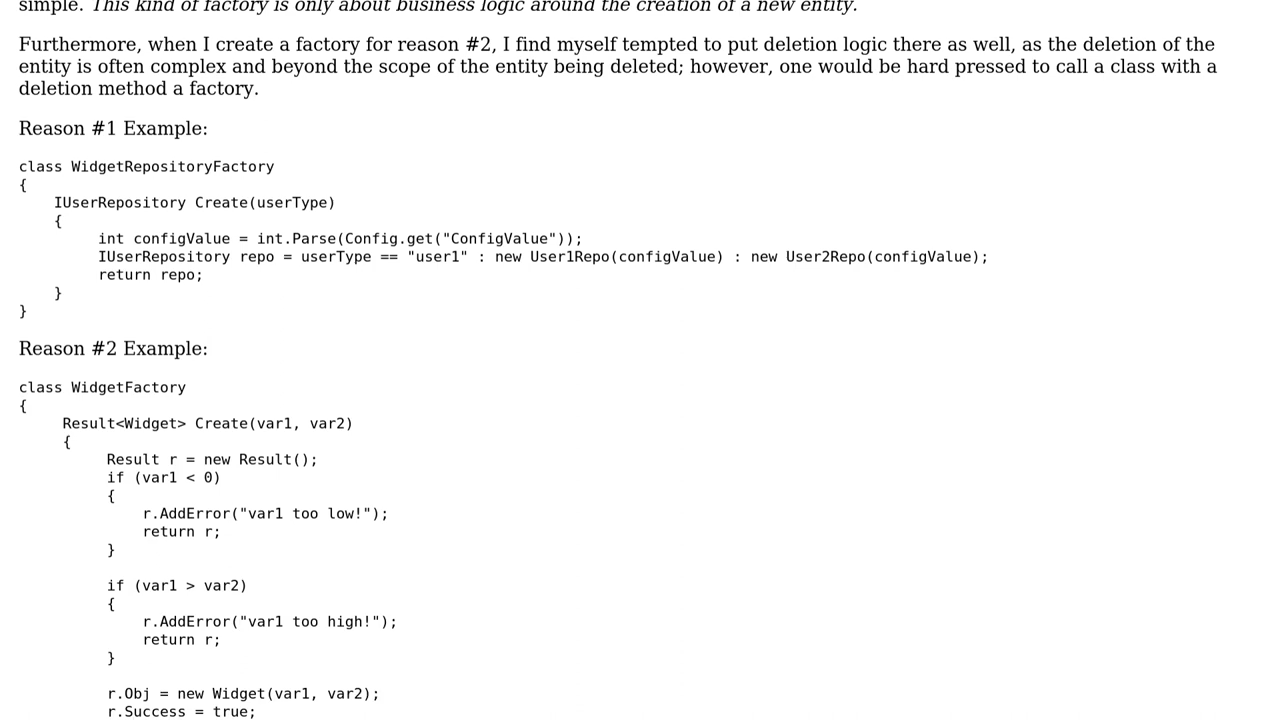 simple. This kind of factory is only about business logic around the creation of a new entity.
Furthermore, when I create a factory for reason #2, I find myself tempted to put deletion logic there as well, as the deletion of the
entity is often complex and beyond the scope of the entity being deleted; however, one would be hard pressed to call a class with a
deletion method a factory.
Reason #1 Example:
class WidgetRepositoryFactory
{
    IUserRepository Create(userType)
    {
         int configValue = int.Parse(Config.get("ConfigValue"));
         IUserRepository repo = userType == "user1" : new User1Repo(configValue) : new User2Repo(configValue);
         return repo;
    }
}
Reason #2 Example:
class WidgetFactory
{
     Result<Widget> Create(var1, var2)
     {
          Result r = new Result();
          if (var1 < 0)
          {
              r.AddError("var1 too low!");
              return r;
          }
          if (var1 > var2)
          {
              r.AddError("var1 too high!");
              return r;
          }
          r.Obj = new Widget(var1, var2);
          r.Success = true;